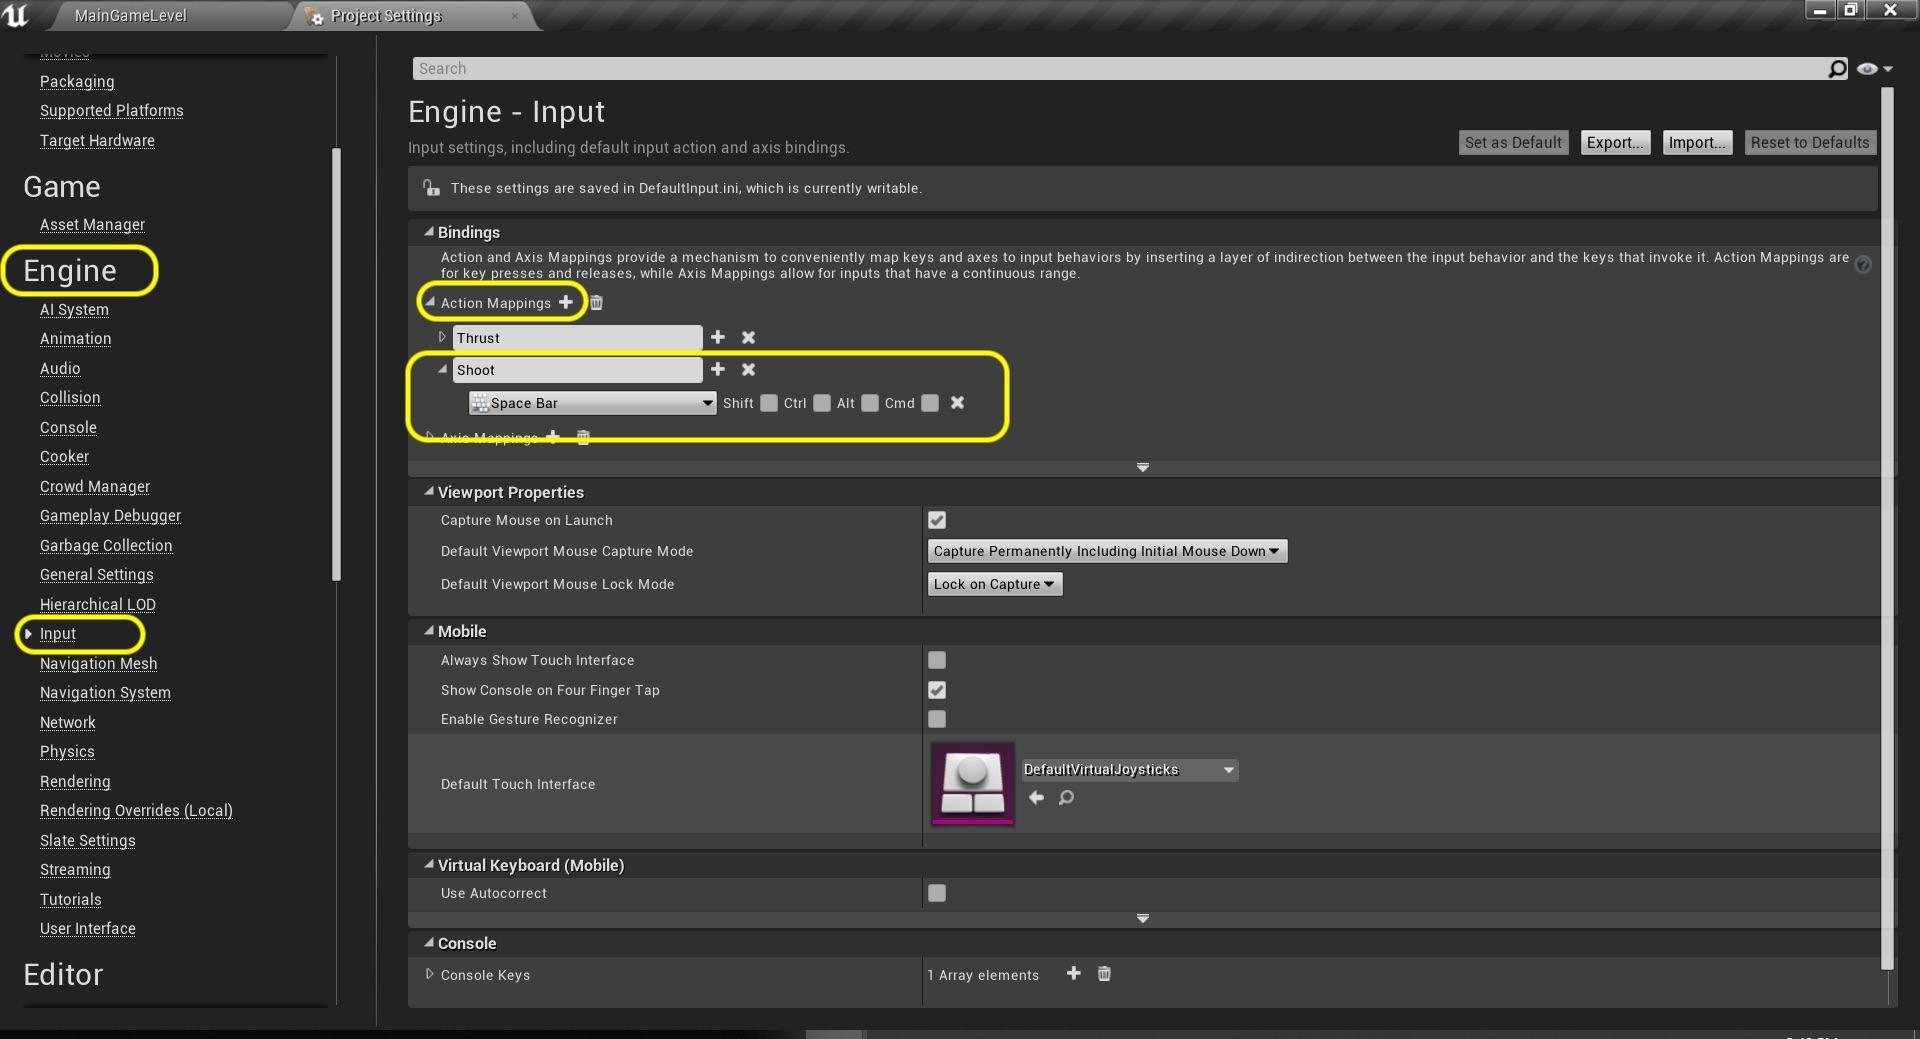 MainGameLevel
Project Settings
Movies
Packaging
Supported Platforms
Target Hardware
Game
Asset Manager
Engine
AI System
Animation
Audio
Collision
Console
Cooker
Crowd Manager
Gameplay Debugger
Garbage Collection
General Settings
Hierarchical LOD
Input
Navigation Mesh
Navigation System
Network
Physics
Rendering
Rendering Overrides (Local)
Slate Settings
Streaming
Tutorials
User Interface
Editor
Search
Engine - Input
Input settings, including default input action and axis bindings.
Set as Default Export... Import... Reset to Defaults
These settings are saved in DefaultInput.ini, which is currently writable.
Bindings
Action and Axis Mappings provide a mechanism to conveniently map keys and axes to input behaviors by inserting a layer of indirection between the input behavior and the keys that invoke it. Action Mappings are
for key presses and releases, while Axis Mappings allow for inputs that have a continuous range.
Action Mappings
Thrust
Shoot
Space Bar Shift Ctrl Alt Cmd
Axis Mappings
Viewport Properties
Capture Mouse on Launch
Default Viewport Mouse Capture Mode Capture Permanently Including Initial Mouse Down
Default Viewport Mouse Lock Mode Lock on Capture
Mobile
Always Show Touch Interface
Show Console on Four Finger Tap
Enable Gesture Recognizer
Default Touch Interface DefaultVirtualJoysticks
Virtual Keyboard (Mobile)
Use Autocorrect
Console
Console Keys 1 Array elements